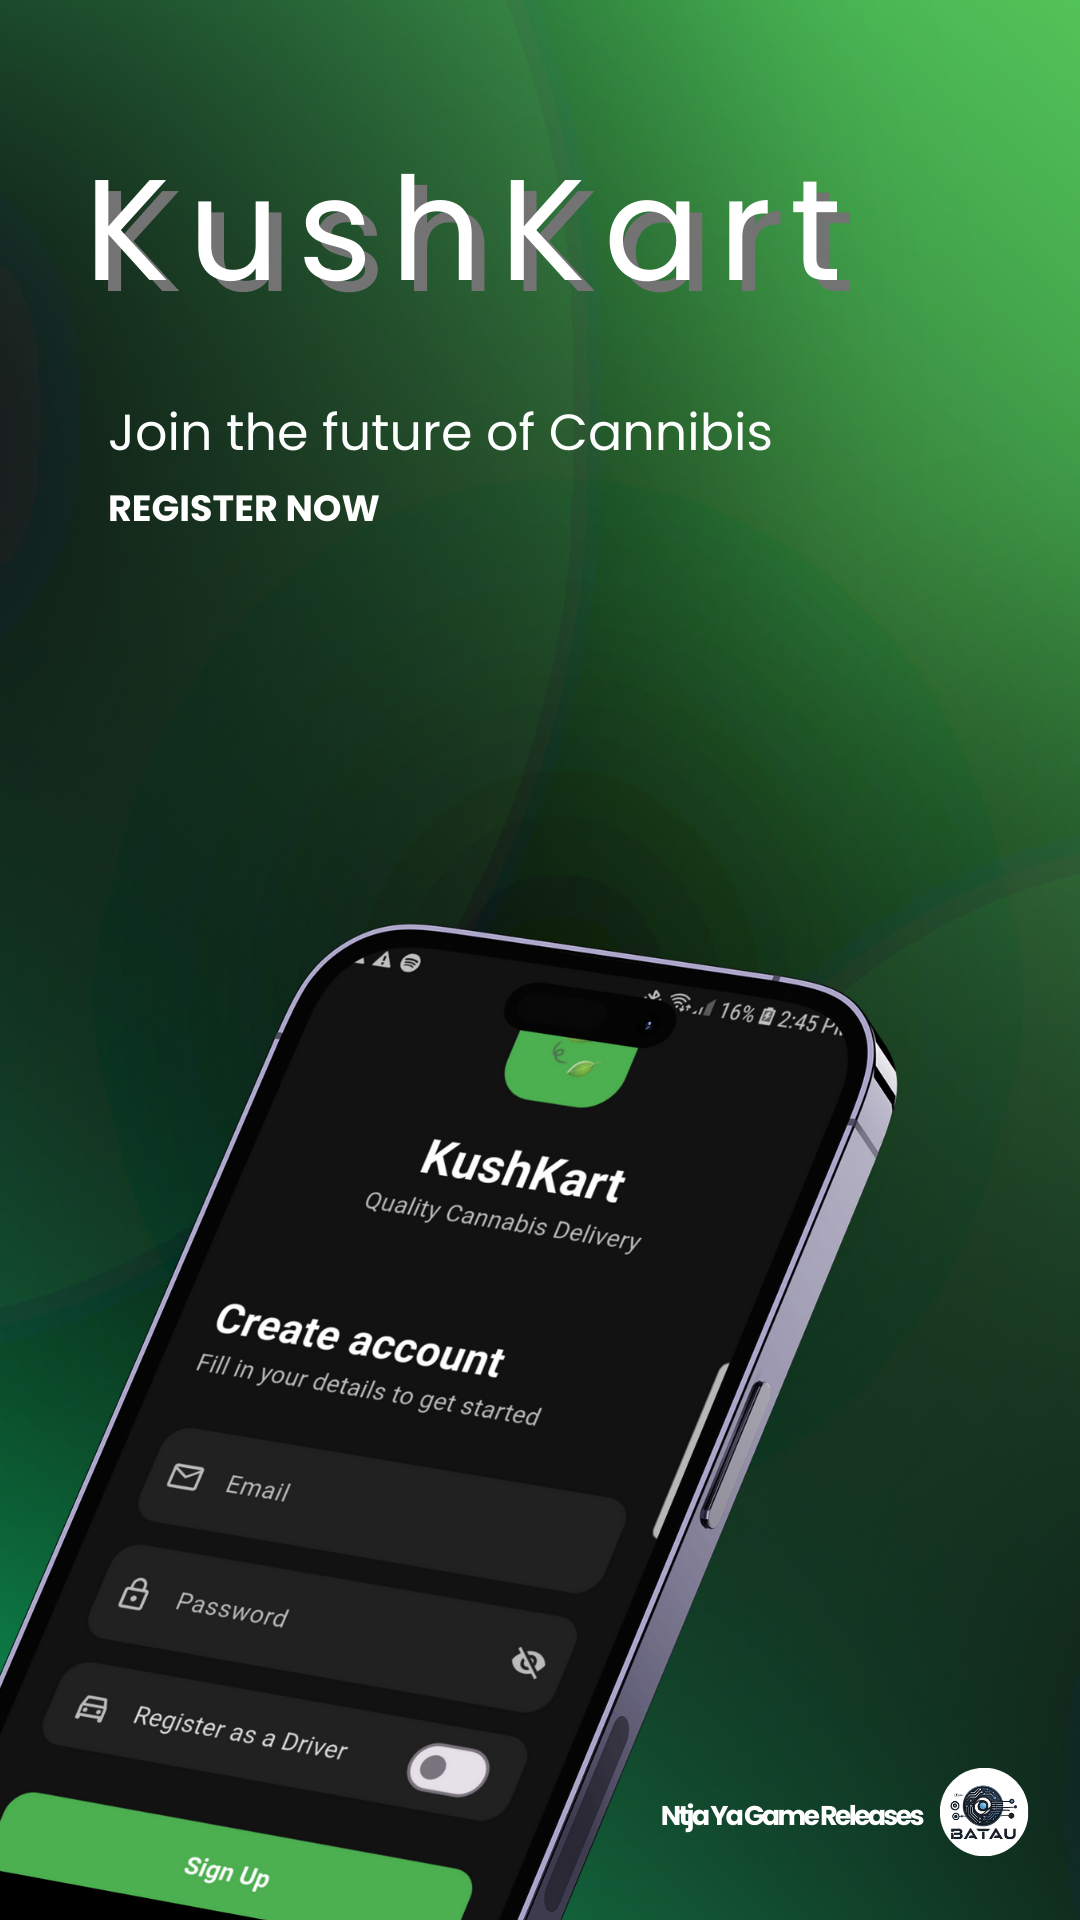 KushKart
Join the future of Cannibis
REGISTER NOW
16% 2:45
KushKart
Quality Cannabis Delivery
Create account
Fill in your details to get started
Email
Password
Register as a Driver
Sign Up
Ntja Ya Game Releases
BATAU